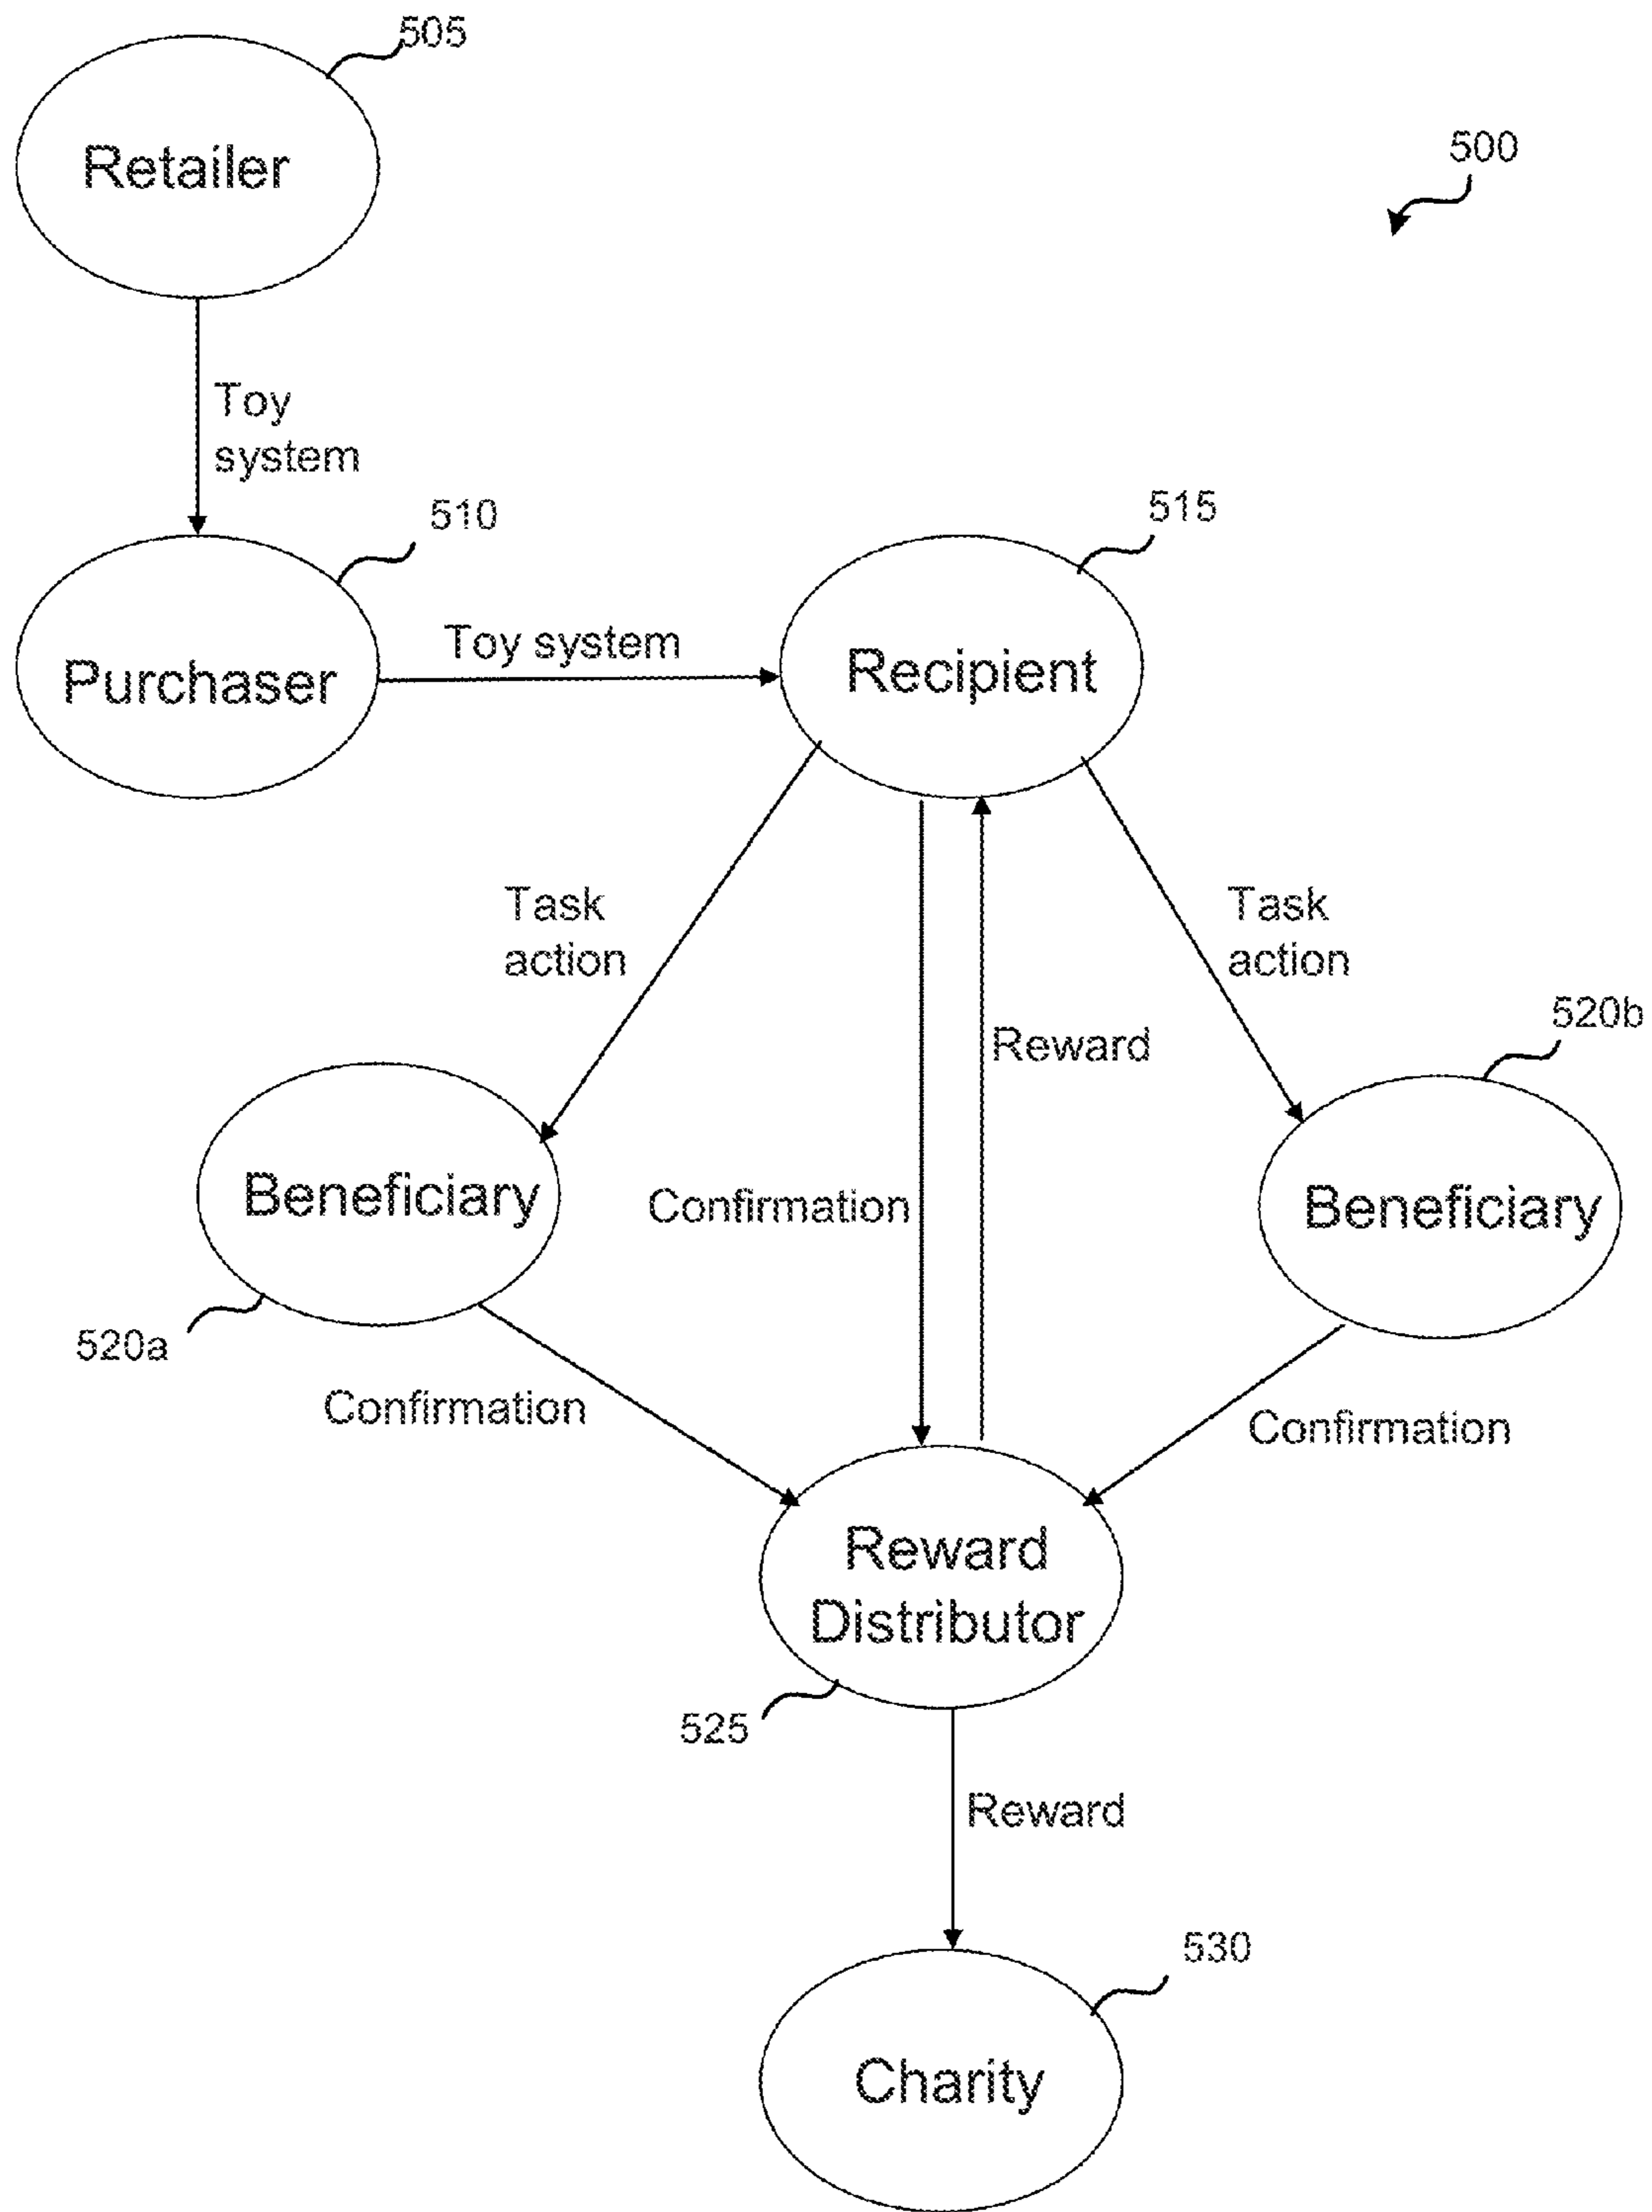 505
Retailer
500
Toy
system
510
515
Purchaser
Toy system
Recipient
Task
action
Task
action
520b
Reward
Beneficiary
Confirmation
Beneficiary
520a
Confirmation
Confirmation
Reward
Distributor
525
Reward
530
Charity